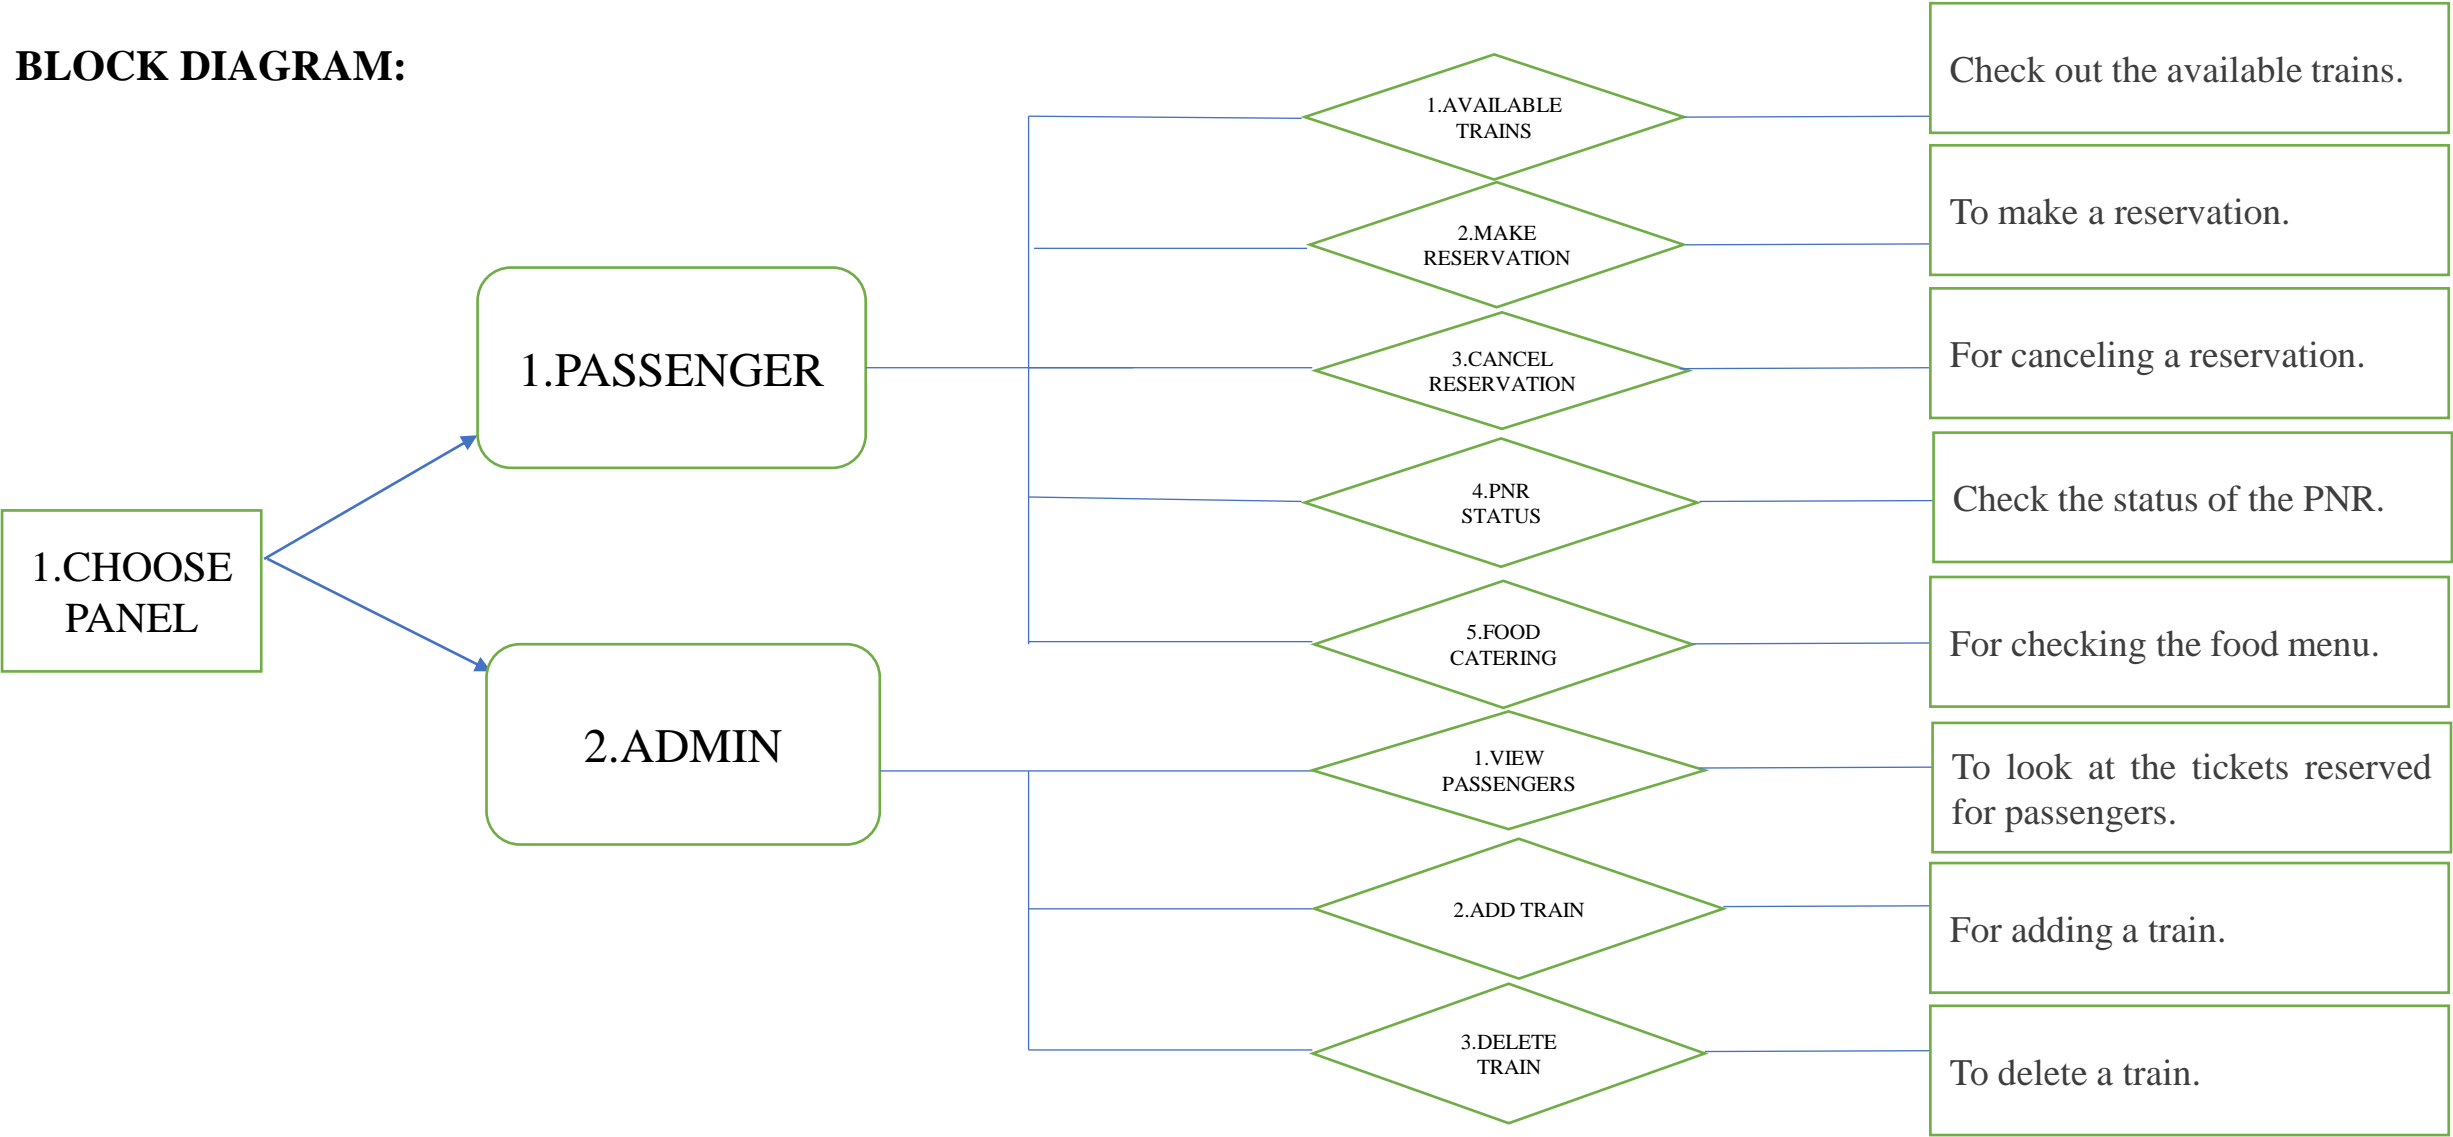 BLOCK DIAGRAM:
1.CHOOSE
PANEL
1.PASSENGER
2.ADMIN
1.AVAILABLE
TRAINS
Check out the available trains.
2.MAKE
RESERVATION
To make a reservation.
3.CANCEL
RESERVATION
For canceling a reservation.
4.PNR
STATUS
Check the status of the PNR.
5.FOOD
CATERING
For checking the food menu.
1.VIEW
PASSENGERS
To look at the tickets reserved
for passengers.
2.ADD TRAIN
For adding a train.
3.DELETE
TRAIN
To delete a train.